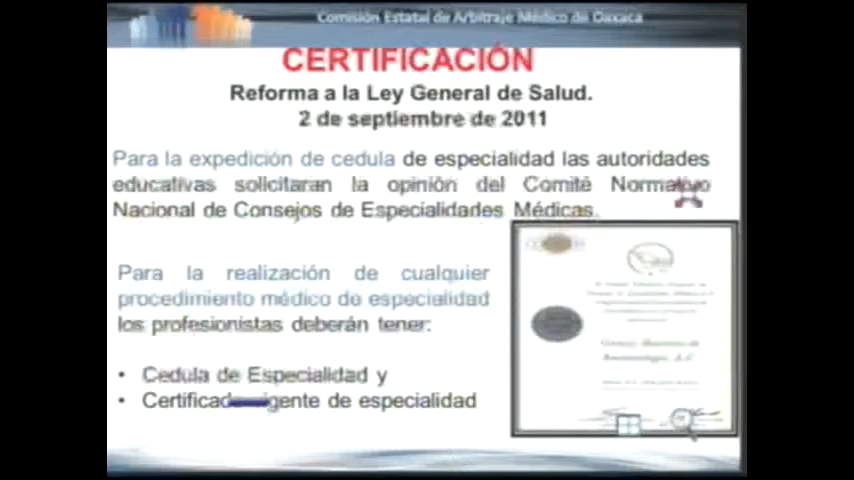 Comisión Estatal de Arbitraje Médico de Oaxaca
CERTIFICACIÓN
Reforma a la Ley General de Salud.
2 de septiembre de 2011
Para la expedición de cedula de especialidad las autoridades
educativas solicitaran la opinión del Comité Normativo
Nacional de Consejos de Especialidades Médicas.
Para la realización de cualquier
procedimiento médico de especialidad
los profesionistas deberán tener:
• Cedula de Especialidad y
• Certificado vigente de especialidad